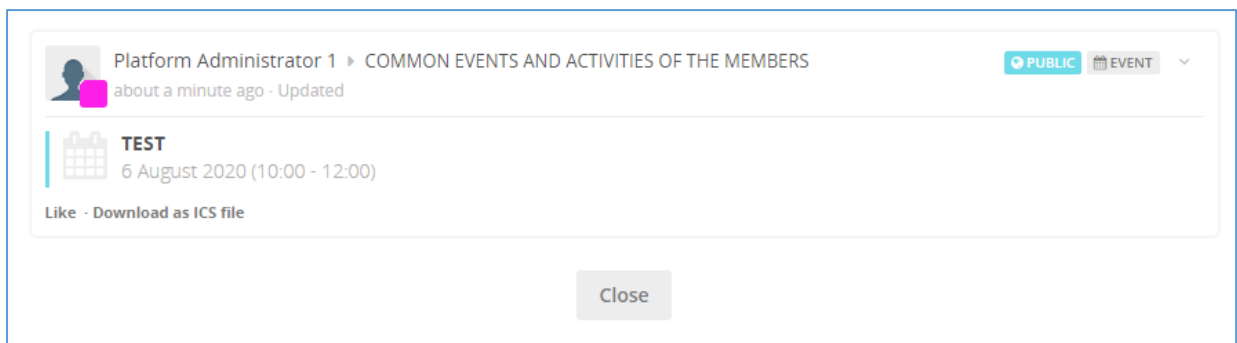 Platform Administrator 1 COMMON EVENTS AND ACTIVITIES OF THE MEMBERS PUBLIC EVENT
about a minute ago · Updated
TEST
6 August 2020 (10:00 - 12:00)
Like · Download as ICS file
Close